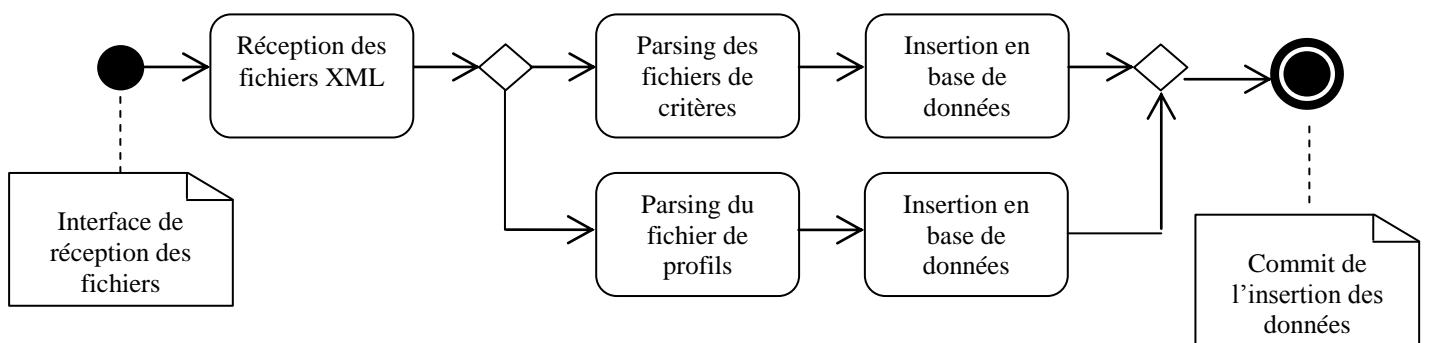 Réception des
fichiers XML
Parsing des
fichiers de
critères
Insertion en
base de
données
Interface de
réception des
fichiers
Parsing du
fichier de
profils
Insertion en
base de
données
Commit de
l’insertion des
données